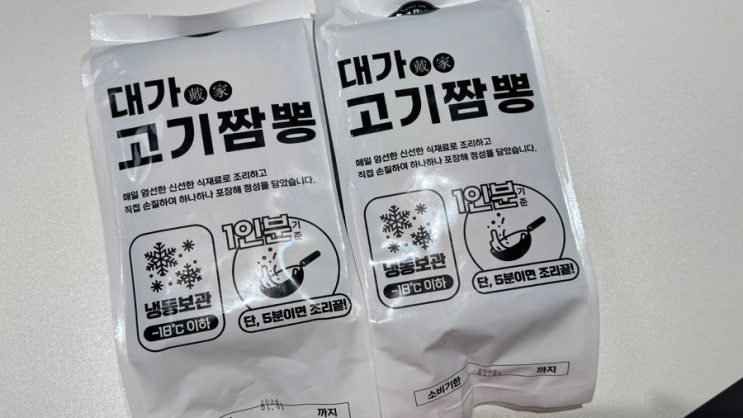 대가 戴家
고기짬뽕
매일 엄선한 신선한 식재료로 조리하고
직접 손질하여 하나하나 포장해 정성을 담았습니다.
1인분 기준
냉동보관
-18℃ 이하
단, 5분이면 조리끝!
까지
대가 戴家
고기짬뽕
매일 엄선한 신선한 식재료로 조리하고
직접 손질하여 하나하나 포장해 정성을 담았습니다.
1인분 기준
냉동보관
-18℃ 이하
단, 5분이면 조리끝!
소비기한
까지